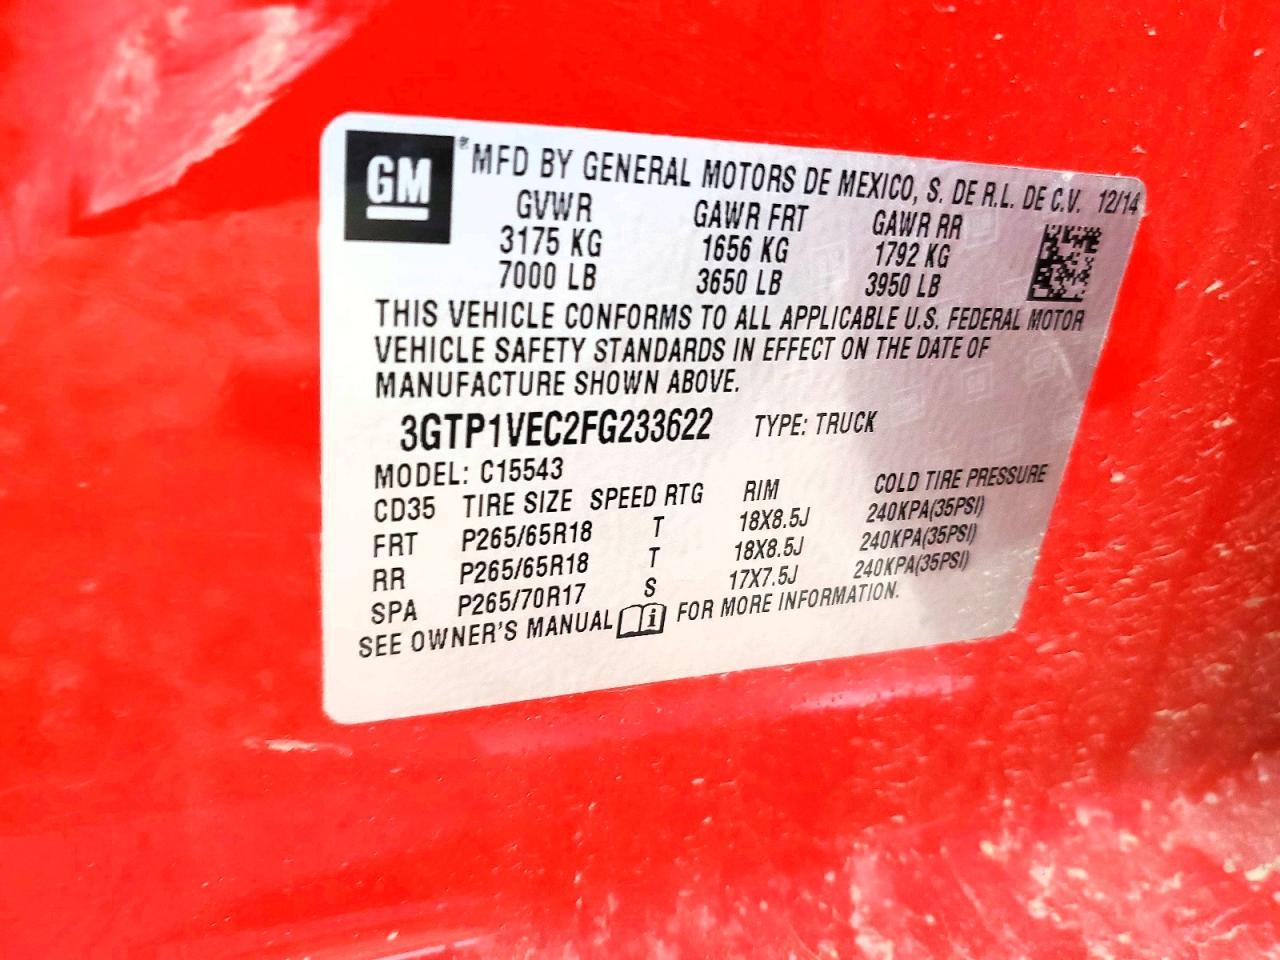 GM ® MFD BY GENERAL MOTORS DE MEXICO, S. DE R.L. DE C.V. 12/14
GVWR GAWR FRT GAWR RR
3175 KG 1656 KG 1792 KG
7000 LB 3650 LB 3950 LB
THIS VEHICLE CONFORMS TO ALL APPLICABLE U.S. FEDERAL MOTOR
VEHICLE SAFETY STANDARDS IN EFFECT ON THE DATE OF
MANUFACTURE SHOWN ABOVE.
3GTP1VEC2FG233622 TYPE: TRUCK
MODEL: C15543
CD35 TIRE SIZE SPEED RTG RIM COLD TIRE PRESSURE
FRT P265/65R18 T 18X8.5J 240KPA(35PSI)
RR P265/65R18 T 18X8.5J 240KPA(35PSI)
SPA P265/70R17 S 17X7.5J 240KPA(35PSI)
SEE OWNER'S MANUAL i FOR MORE INFORMATION.